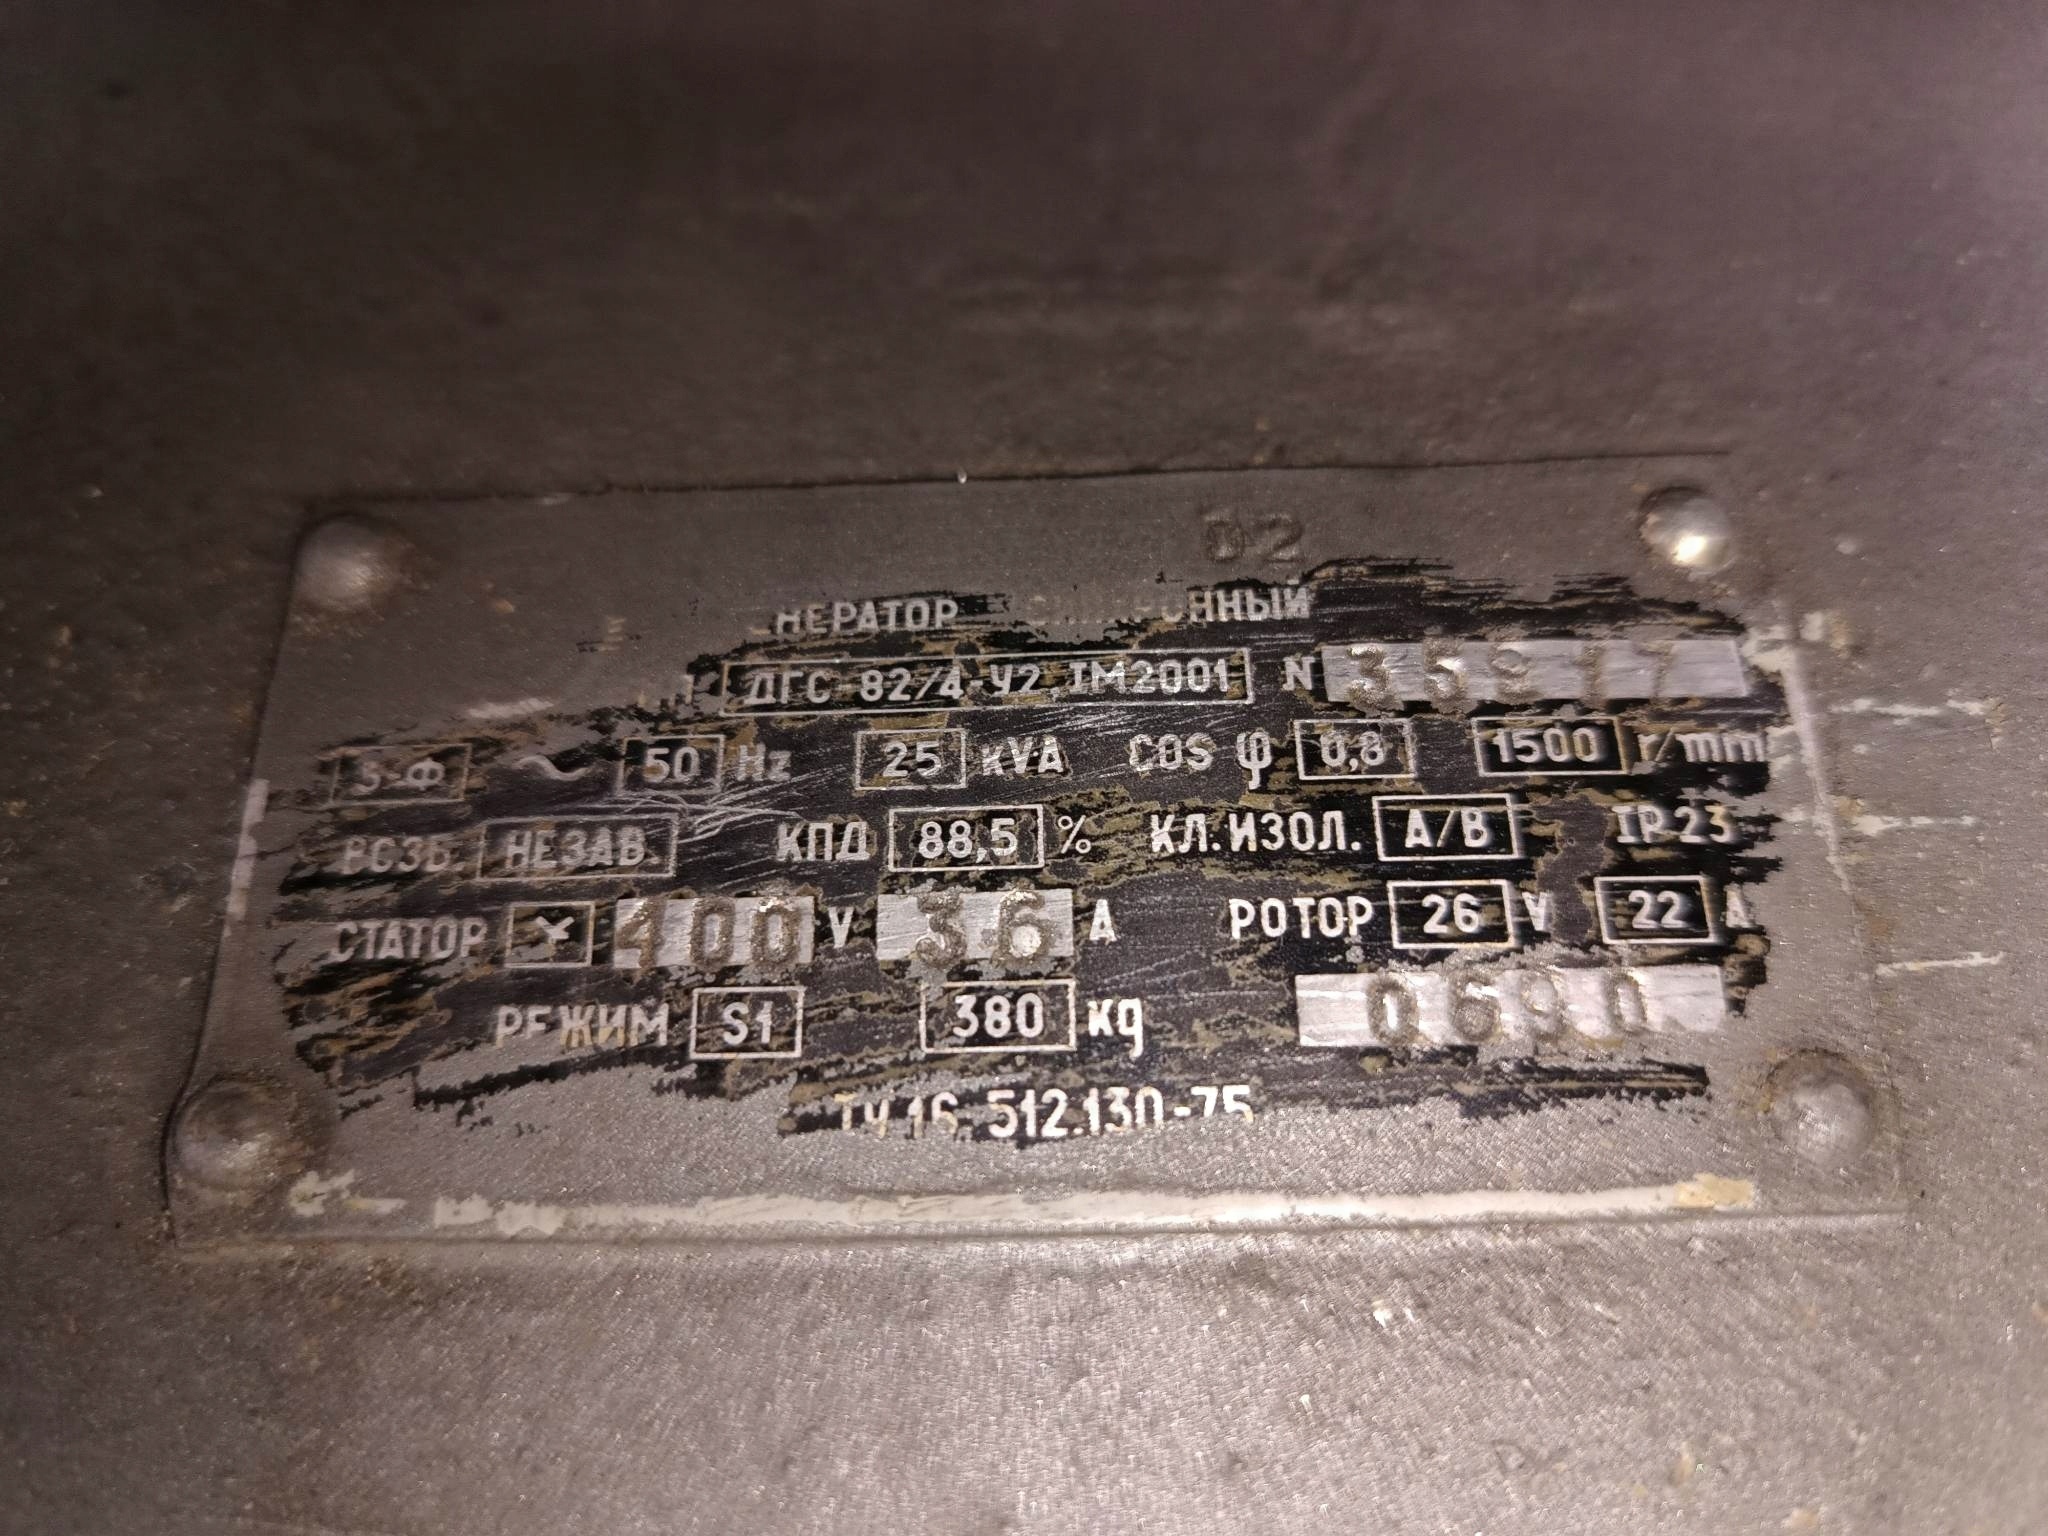 02
НЕРАТОР ННЫЙ
ДГС-82/4-У2.IM2001 N 35917
3-Ф ~ 50 Hz 25 kVA COS φ 0,8 1500 r/min
ВОЗБ. НЕЗАВ. КПД 88,5 % КЛ.ИЗОЛ. А/В IP23
СТАТОР 400 V 36 A РОТОР 26 V 22 A
РЕЖИМ S1 380 kg 0690
ТУ16.512.130-75